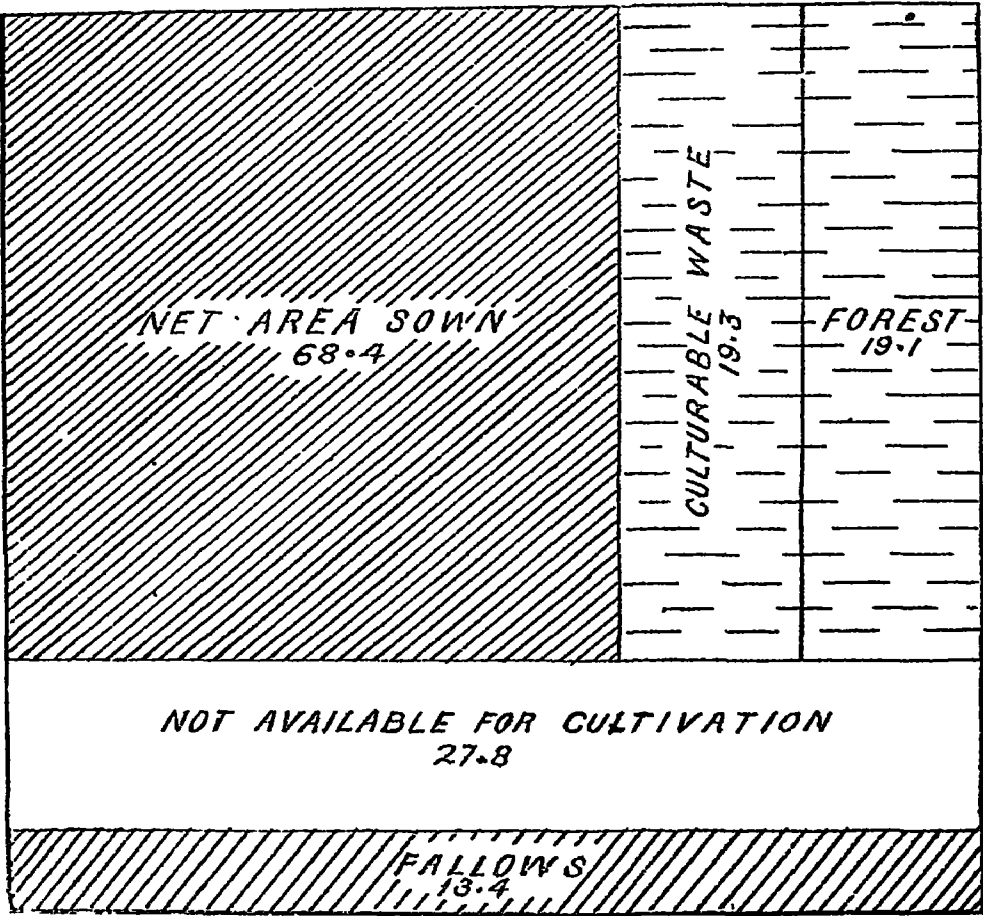 NET AREA SOWN
68.4
CULTURABLE WASTE
19.3
FOREST
19.1
NOT AVAILABLE FOR CULTIVATION
27.8
FALLOWS
13.4